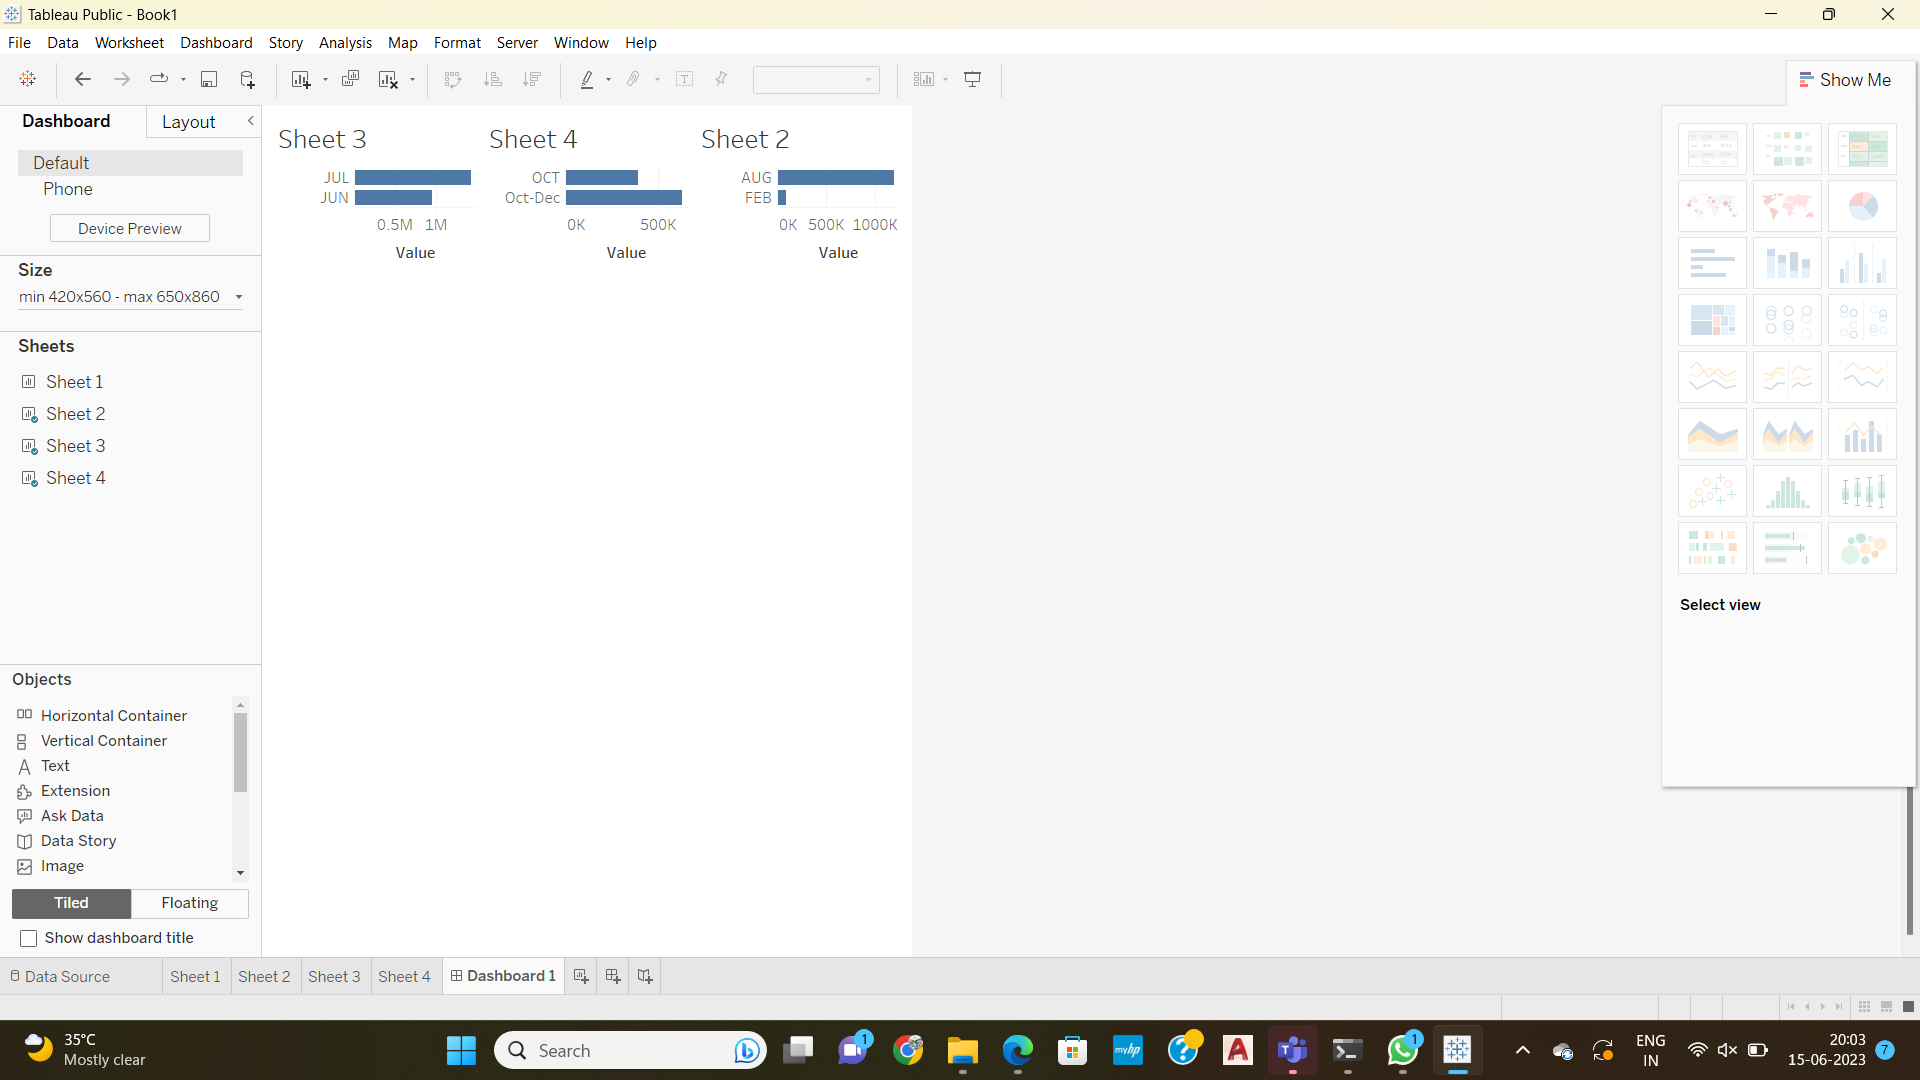 Tableau Public - Book1
File Data Worksheet Dashboard Story Analysis Map Format Server Window Help
Show Me
Dashboard Layout
Default
Phone
Device Preview
Size
min 420x560 - max 650x860
Sheets
Sheet 1
Sheet 2
Sheet 3
Sheet 4
Objects
Horizontal Container
Vertical Container
Text
Extension
Ask Data
Data Story
Image
Tiled Floating
Show dashboard title
Sheet 3
JUL
JUN
0.5M 1M
Value
Sheet 4
OCT
Oct-Dec
0K 500K
Value
Sheet 2
AUG
FEB
0K 500K 1000K
Value
Select view
Data Source Sheet 1 Sheet 2 Sheet 3 Sheet 4 Dashboard 1
35°C
Mostly clear
Search
1
myhp
1
ENG
IN
20:03
15-06-2023
7